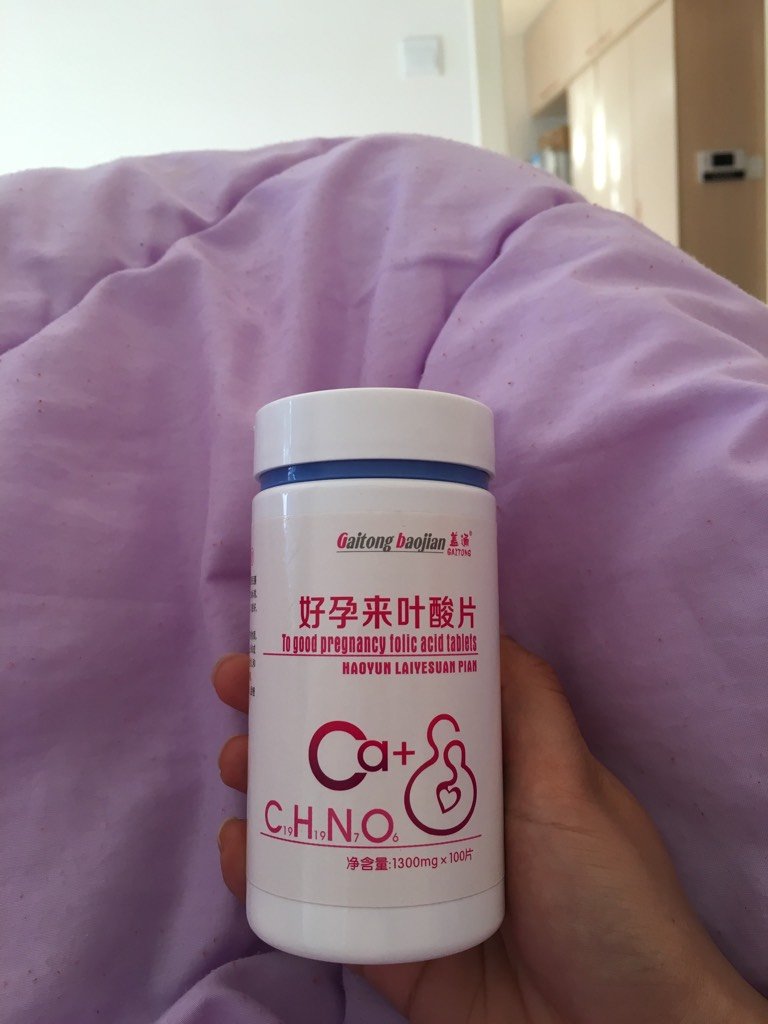 Gaitong baojian 盖通®
GAITONG
好孕来叶酸片
To good pregnancy folic acid tablets
HAOYUN LAIYESUAN PIAN
Ca+
C19H19N7O6
净含量:1300mg×100片